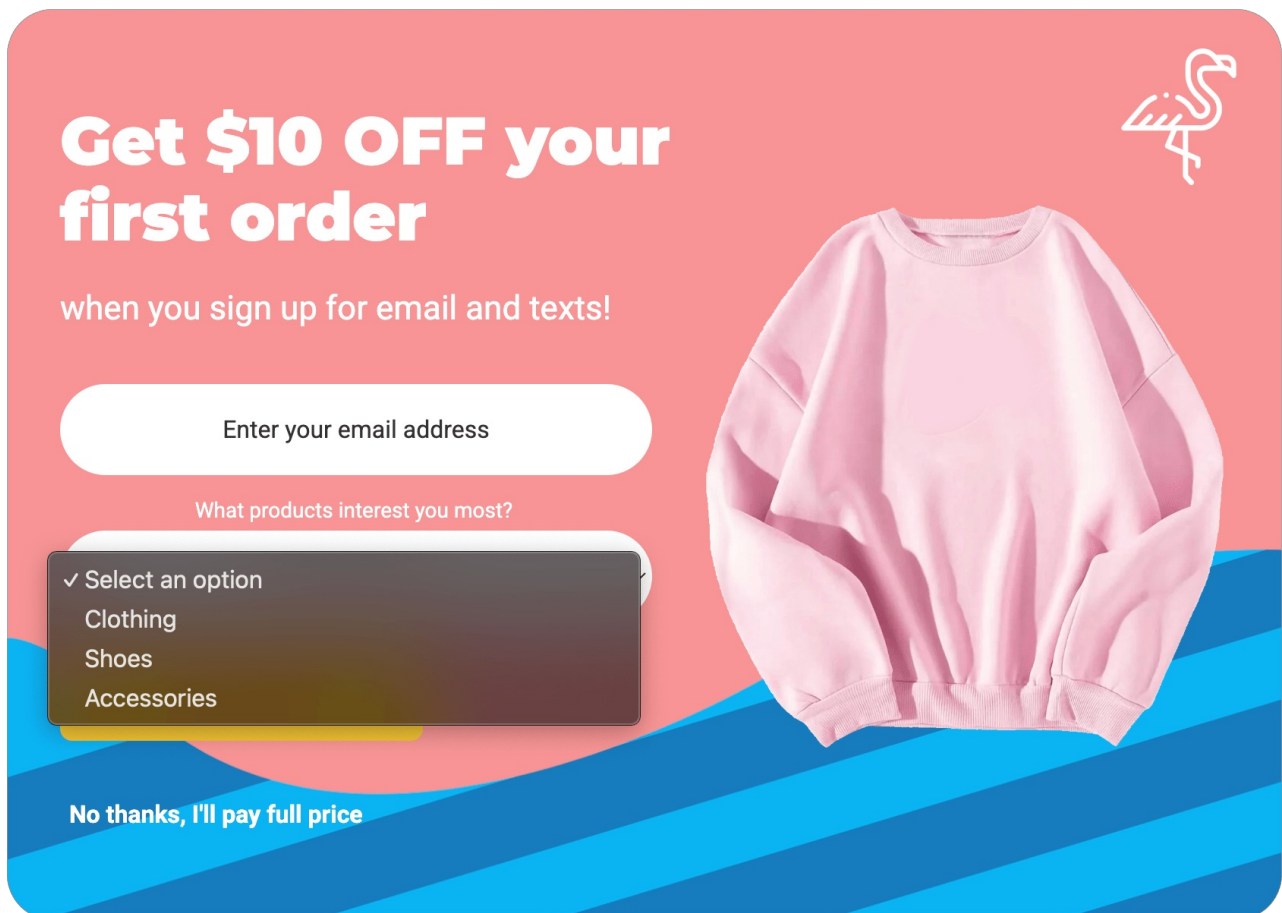 Get $10 OFF your
first order
when you sign up for email and texts!
Enter your email address
What products interest you most?
✓ Select an option
Clothing
Shoes
Accessories
No thanks, I'll pay full price